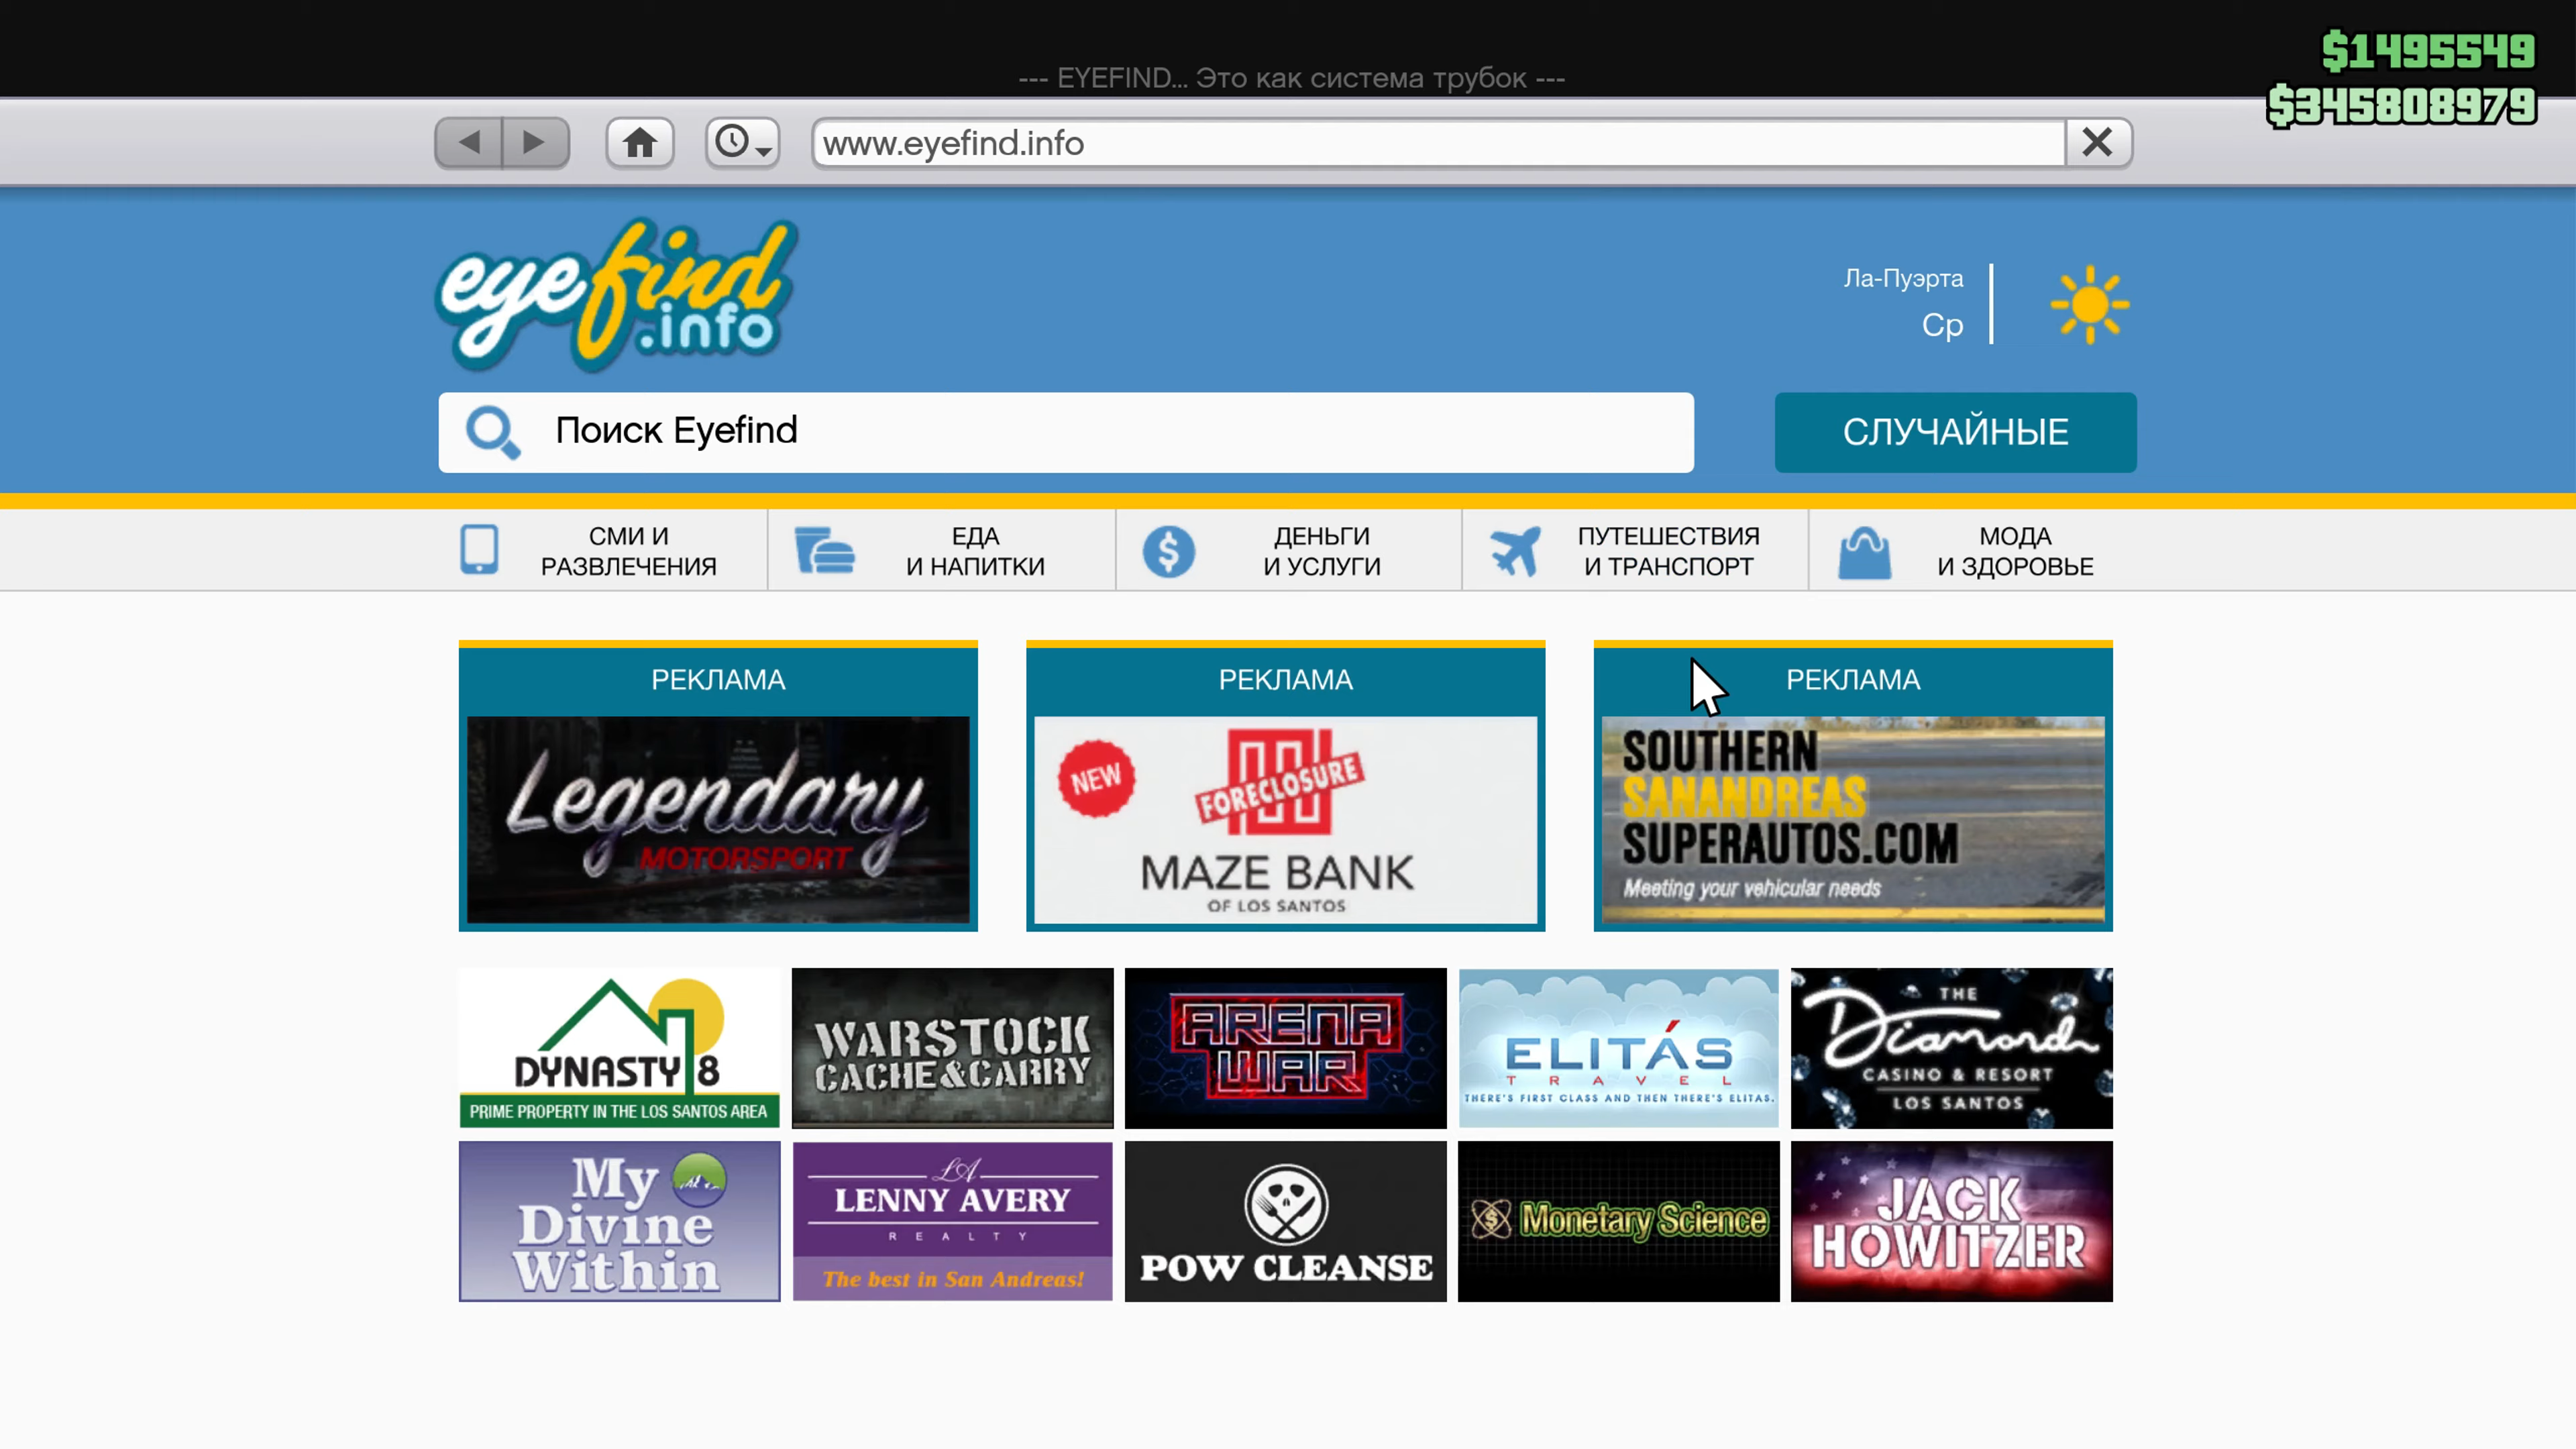 $1495549
--- EYEFIND... Это как система трубок ---
$345808979
www.eyefind.info
eyefind
.info
Ла-Пуэрта
Ср
Поиск Eyefind
СЛУЧАЙНЫЕ
СМИ И
РАЗВЛЕЧЕНИЯ
ЕДА
И НАПИТКИ
ДЕНЬГИ
И УСЛУГИ
ПУТЕШЕСТВИЯ
И ТРАНСПОРТ
МОДА
И ЗДОРОВЬЕ
РЕКЛАМА
Legendary
MOTORSPORT
РЕКЛАМА
NEW
FORECLOSURE
MAZE BANK
OF LOS SANTOS
РЕКЛАМА
SOUTHERN
SANANDREAS
SUPERAUTOS.COM
Meeting your vehicular needs
DYNASTY 8
PRIME PROPERTY IN THE LOS SANTOS AREA
WARSTOCK
CACHE&CARRY
ARENA
WAR
ELITÁS
TRAVEL
THERE'S FIRST CLASS AND THEN THERE'S ELITAS.
THE
Diamond
CASINO & RESORT
LOS SANTOS
My
Divine
Within
LA
LENNY AVERY
REALTY
The best in San Andreas!
POW CLEANSE
$ Monetary Science
JACK
HOWITZER